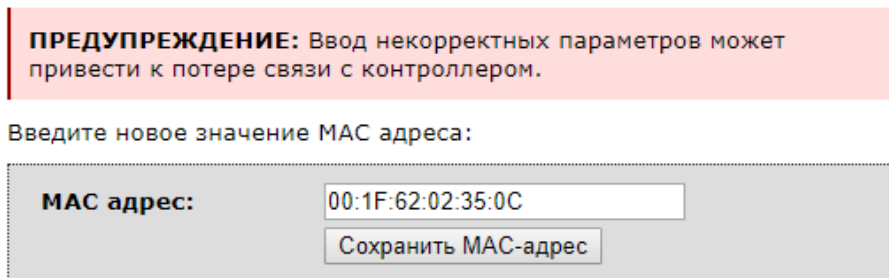 ПРЕДУПРЕЖДЕНИЕ: Ввод некорректных параметров может
привести к потере связи с контроллером.
Введите новое значение MAC адреса:
MAC адрес: 00:1F:62:02:35:0C
Сохранить MAC-адрес